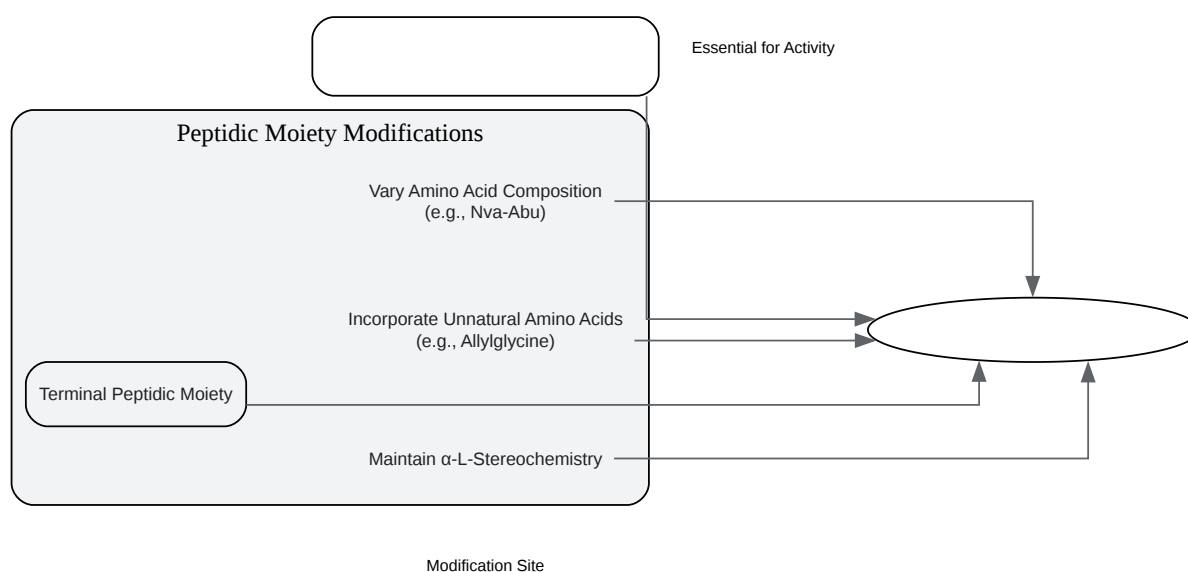 Essential for Activity
Peptidic Moiety Modifications
Vary Amino Acid Composition
(e.g., Nva-Abu)
Incorporate Unnatural Amino Acids
(e.g., Allylglycine)
Terminal Peptidic Moiety
Maintain α-L-Stereochemistry
Modification Site